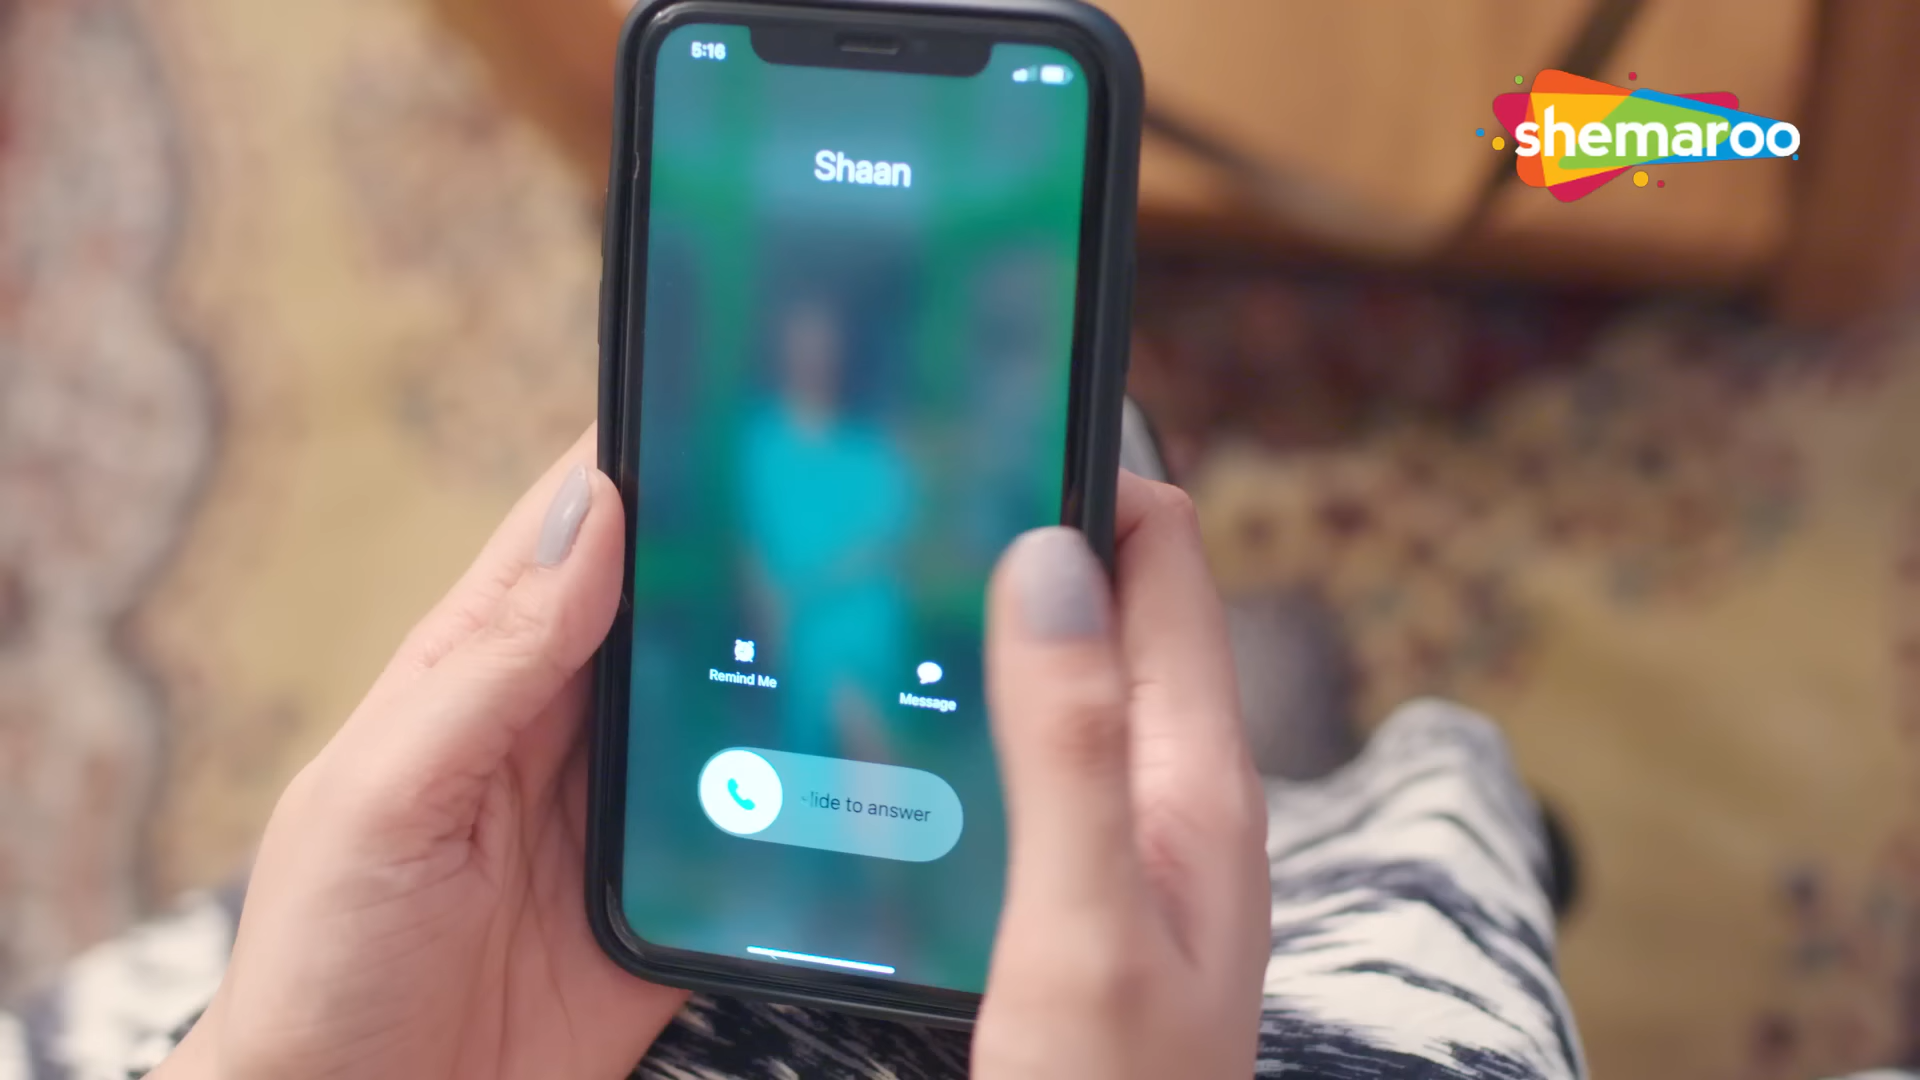 5:16
shemaroo
Shaan
Remind Me
Message
lide to answer